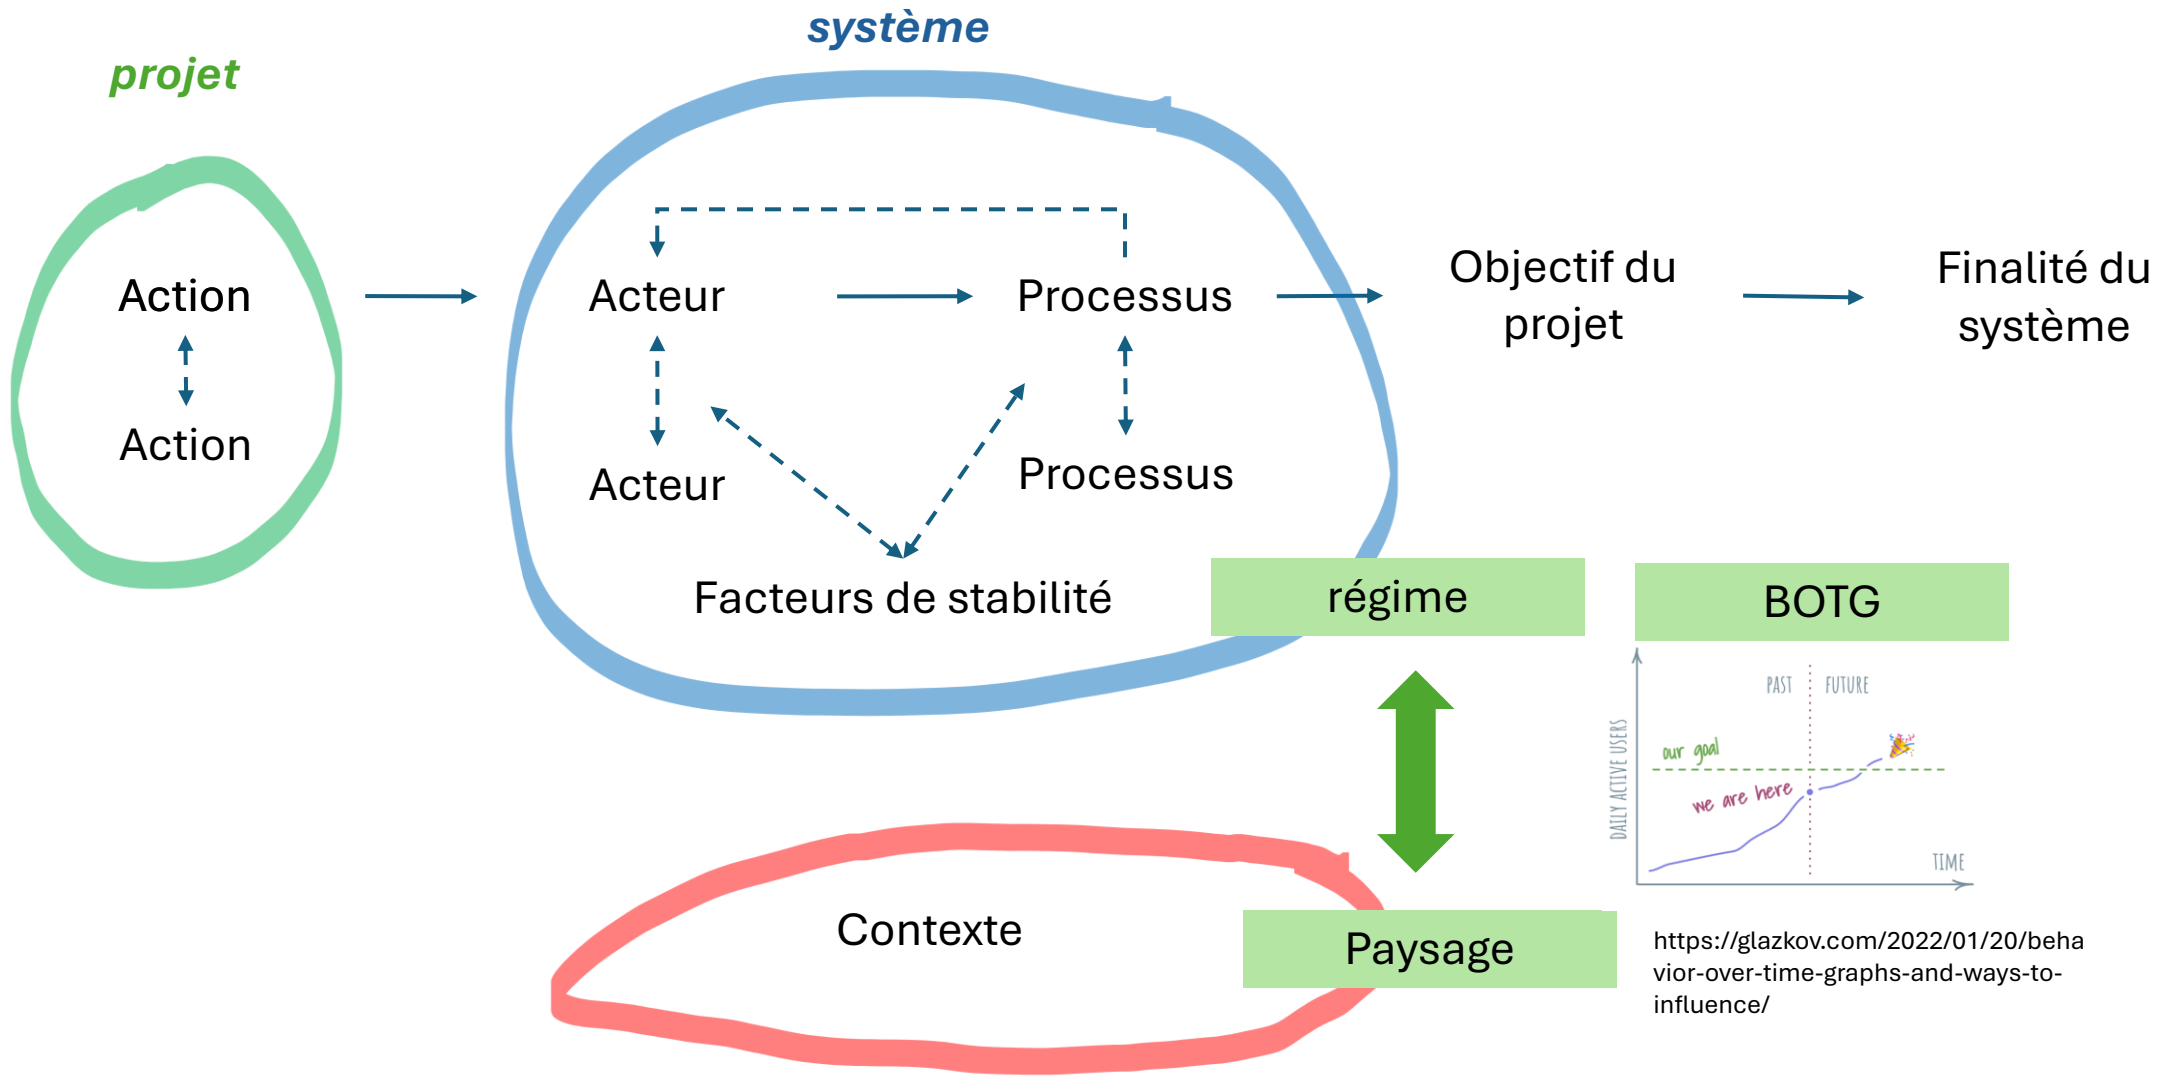 système
projet
Action
Acteur
Processus
Objectif du
projet
Finalité du
système
Action
Acteur
Processus
Facteurs de stabilité
régime
BOTG
PAST
FUTURE
our goal
we are here
DAILY ACTIVE USERS
TIME
Contexte
Paysage
https://glazkov.com/2022/01/20/beha
vior-over-time-graphs-and-ways-to-
influence/